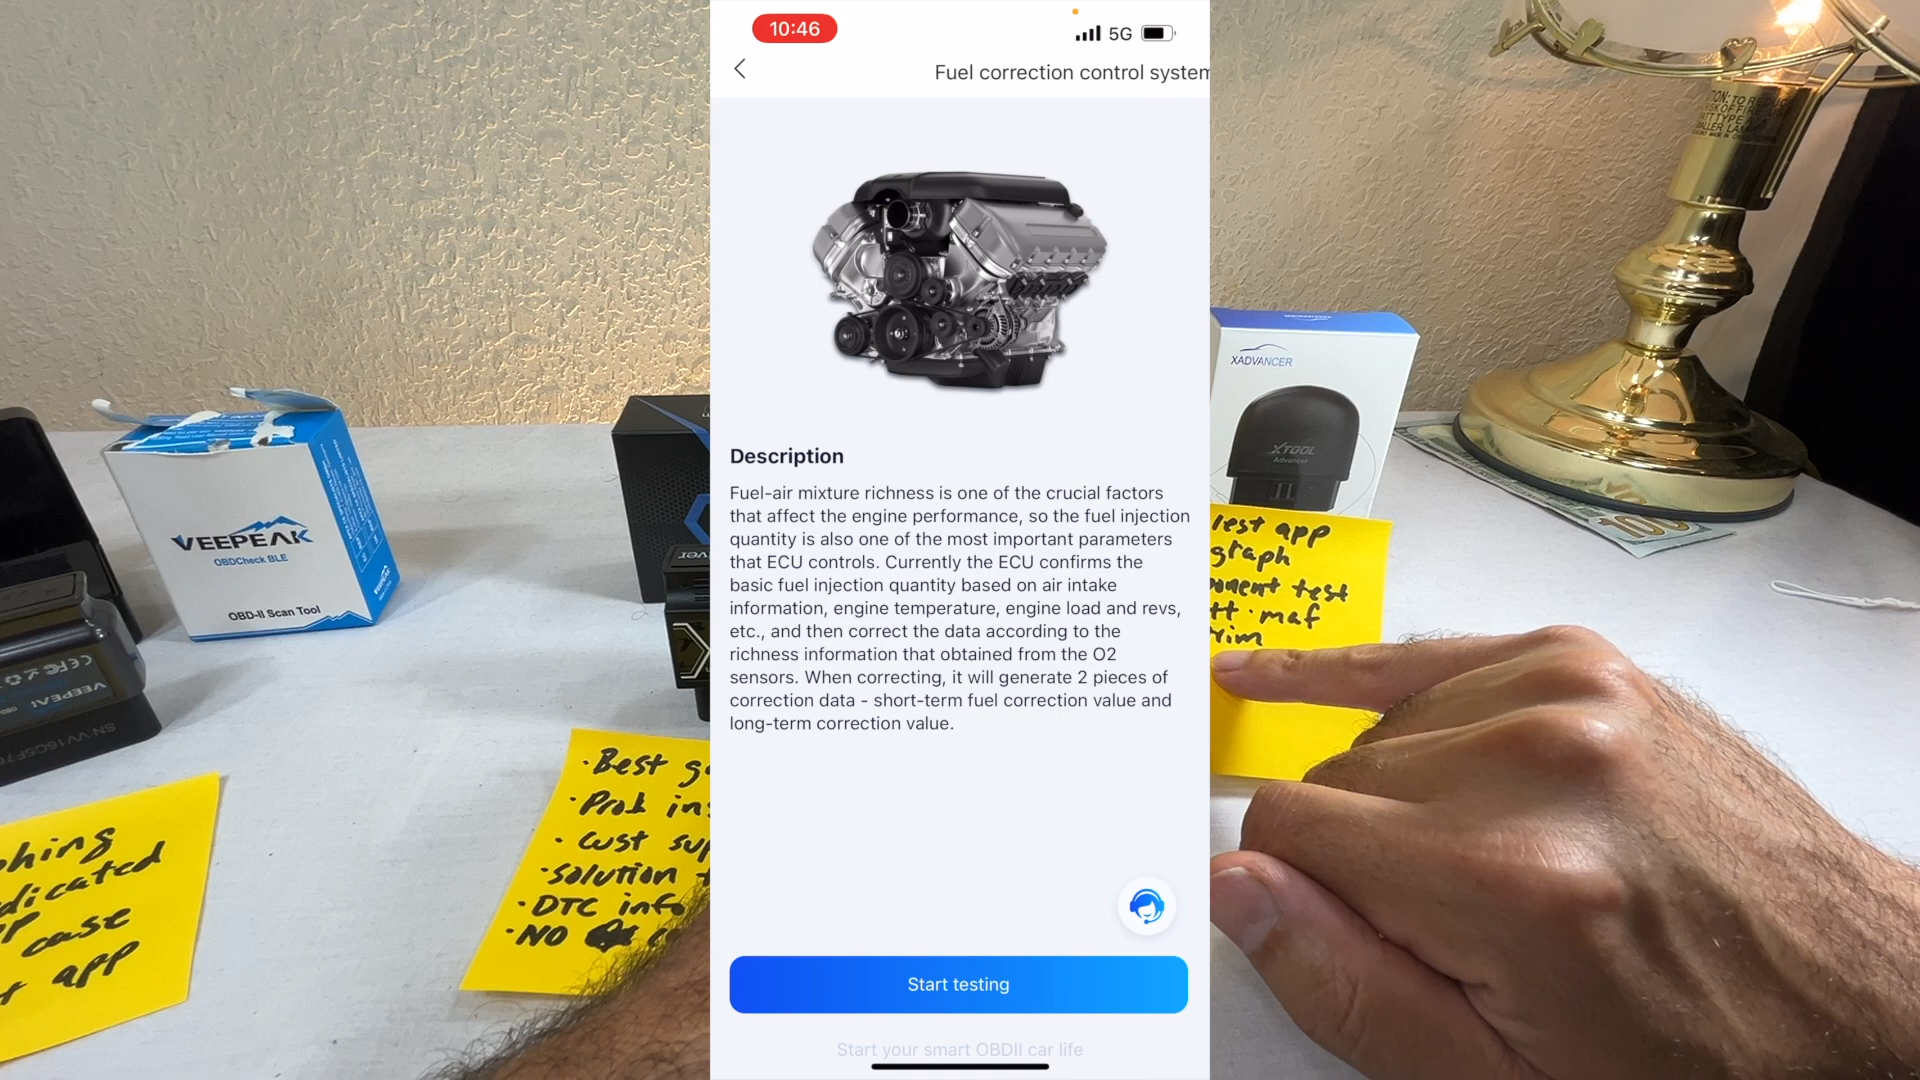 10:46
5G
Fuel correction control system
Description
Fuel-air mixture richness is one of the crucial factors
that affect the engine performance, so the fuel injection
quantity is also one of the most important parameters
that ECU controls. Currently the ECU confirms the
basic fuel injection quantity based on air intake
information, engine temperature, engine load and revs,
etc., and then correct the data according to the
richness information that obtained from the O2
sensors. When correcting, it will generate 2 pieces of
correction data - short-term fuel correction value and
long-term correction value.
Start testing
Start your smart OBDII car life
VEEPEAK
OBDCheck BLE
OBD-II Scan Tool
VEEPEAK
CE FC
case
app
· Best
· Prod
· Cust
· Solution
· DTC info
· NO
XADVANCER
XTOOL
Advancer
app
graph
test
maf
100